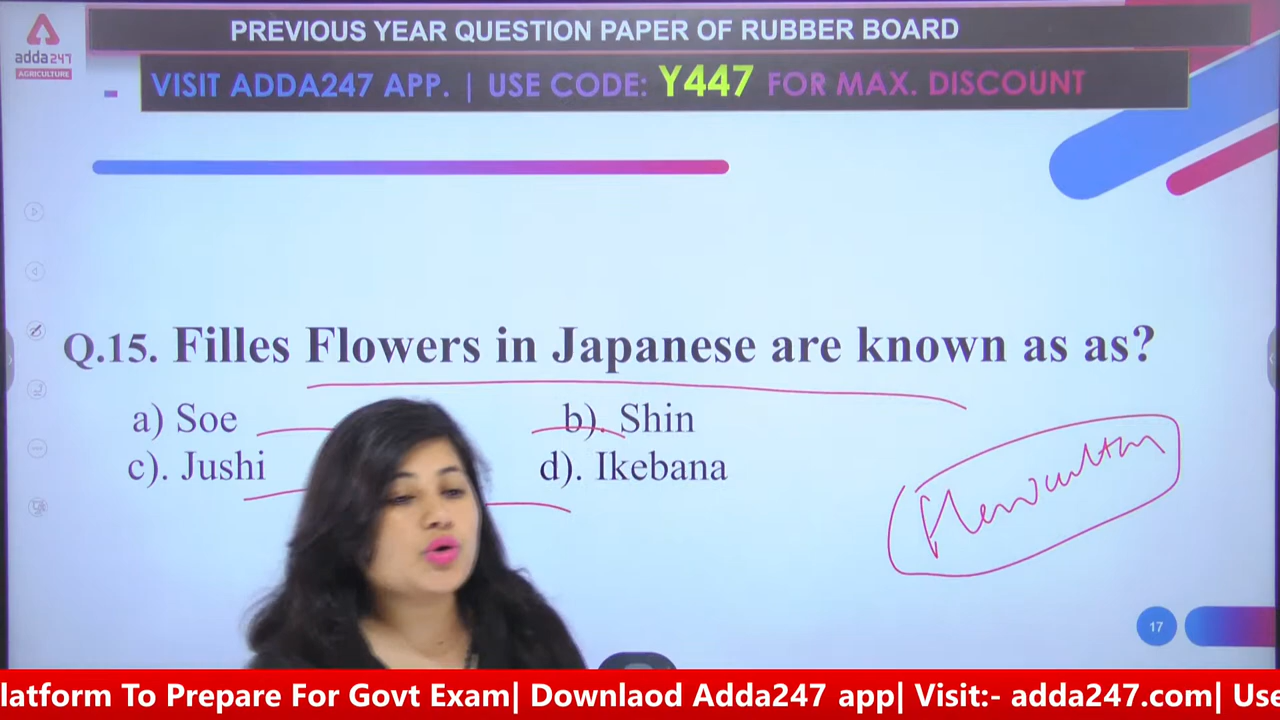 PREVIOUS YEAR QUESTION PAPER OF RUBBER BOARD
adda247
AGRICULTURE
VISIT ADDA247 APP. | USE CODE: Y447 FOR MAX. DISCOUNT
Q.15. Filles Flowers in Japanese are known as as?
a) Soe
b). Shin
c). Jushi
d). Ikebana
17
latform To Prepare For Govt Exam| Downlaod Adda247 app| Visit:- adda247.com| Use